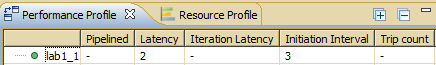 Performance Profile Resource Profile
Pipelined Latency Iteration Latency Initiation Interval Trip count
lab1_1 - 2 - 3 -